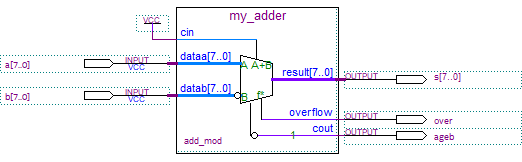 my_adder
VCC
cin
a[7..0]
INPUT
VCC
dataa[7..0]
A
A+B
result[7..0]
OUTPUT
s[7..0]
b[7..0]
INPUT
VCC
datab[7..0]
B
overflow
OUTPUT
over
cout
1
OUTPUT
ageb
add_mod